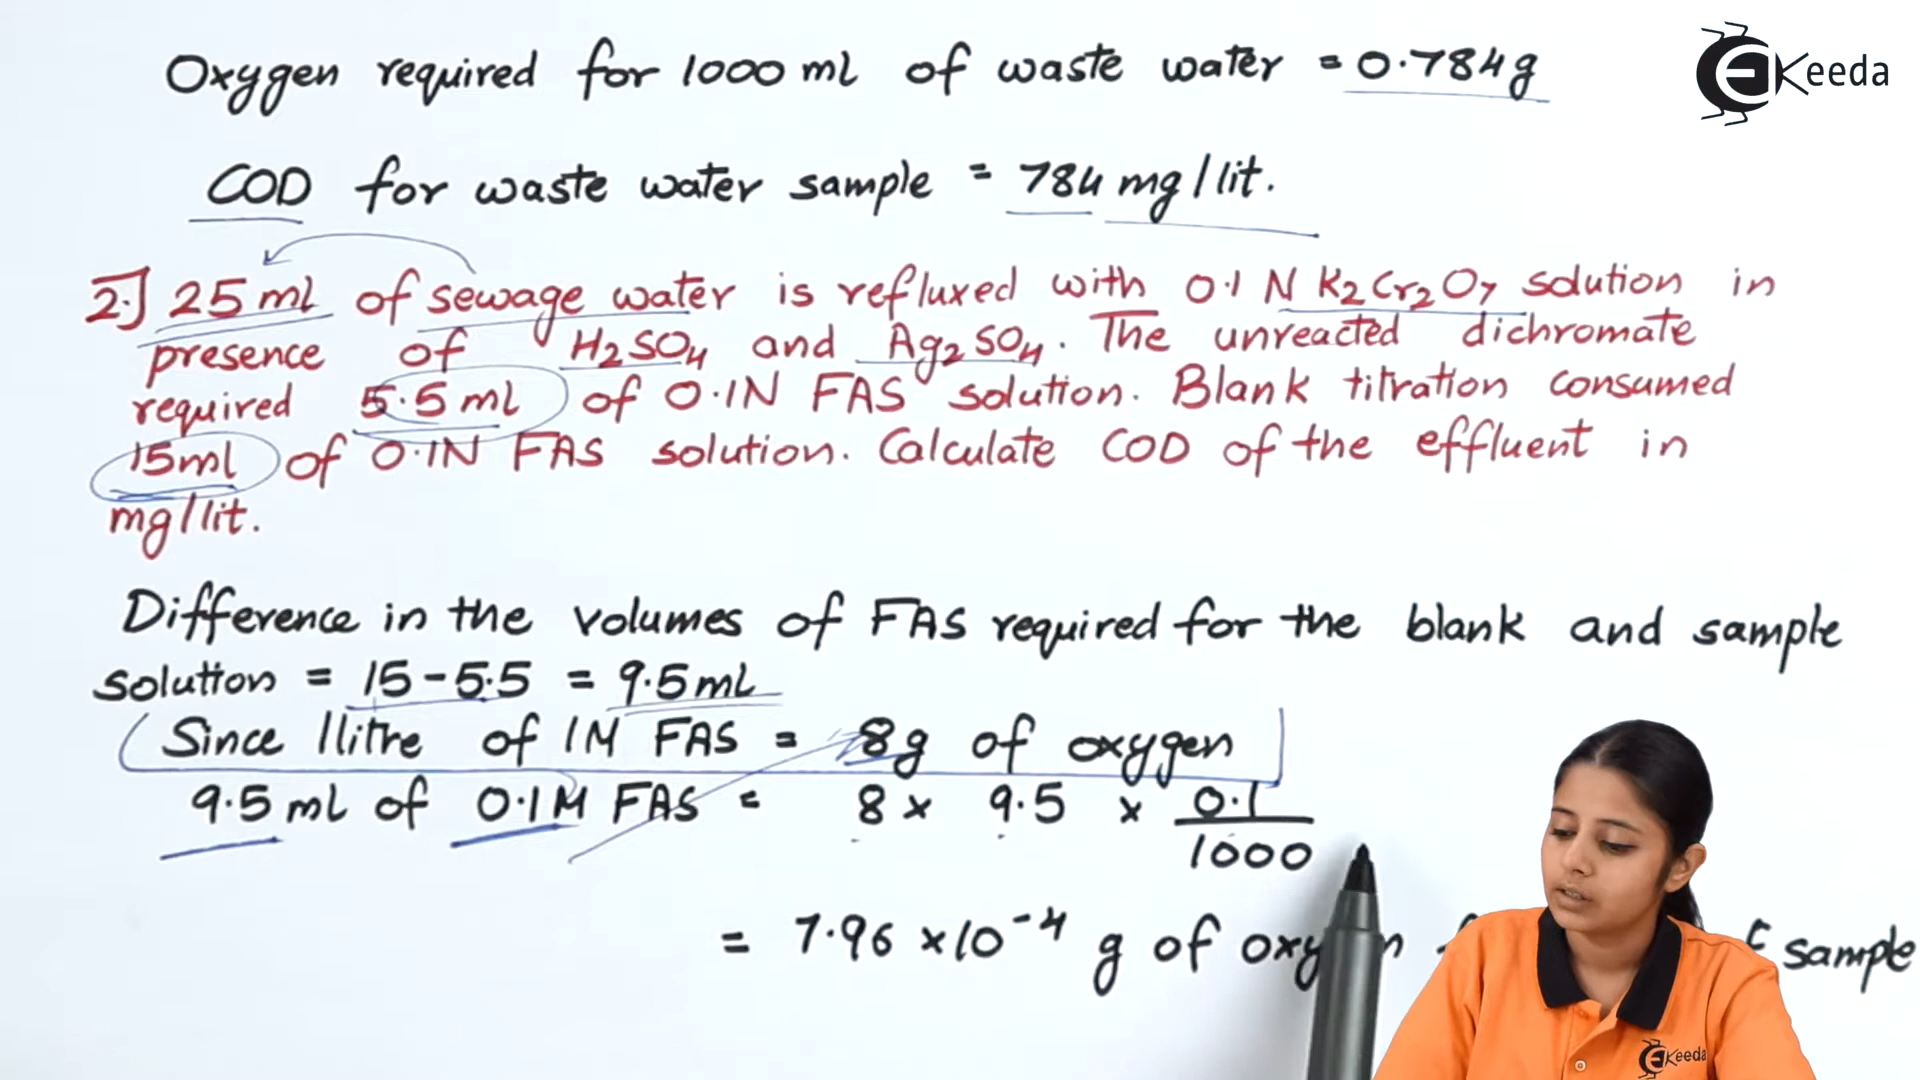 Oxygen required for 1000 ml of waste water = 0.784g
EKeeda
COD for waste water sample = 784 mg/lit.
2.] 25 ml of sewage water is refluxed with 0.1 N K₂Cr₂O₇ solution in
presence of H₂SO₄ and Ag₂SO₄. The unreacted dichromate
required 5.5 ml of 0.1N FAS solution. Blank titration consumed
15ml of 0.1N FAS solution. Calculate COD of the effluent in
mg/lit.
Difference in the volumes of FAS required for the blank and sample
solution = 15-5.5 = 9.5ml
Since 1litre of 1M FAS = 8g of oxygen
9.5 ml of 0.1M FAS = 8 x 9.5 x 0.1
1000
= 7.96 x10⁻⁴ g of sample
EKeeda